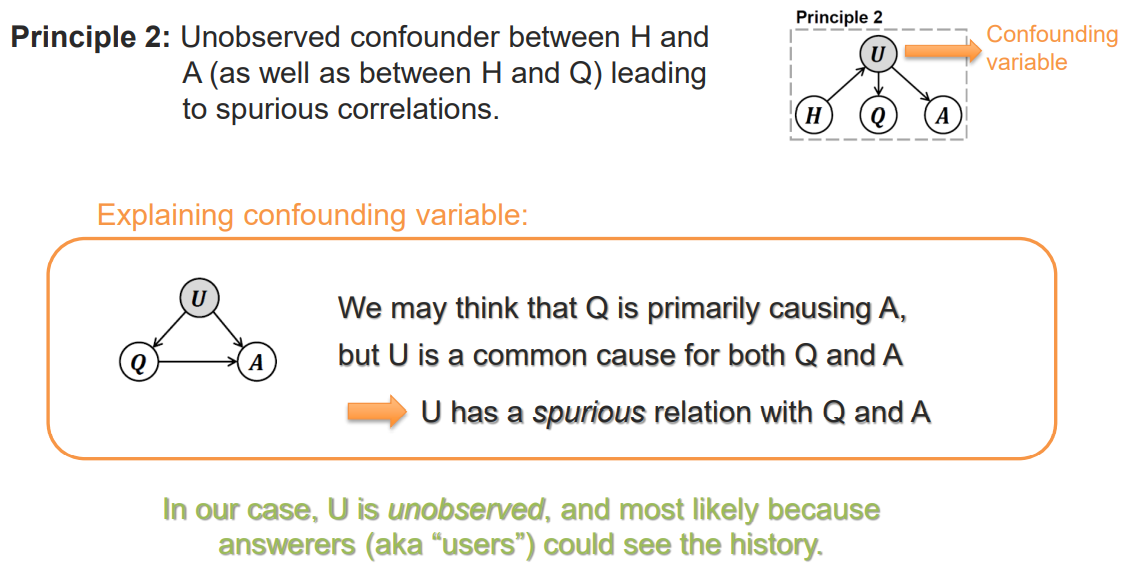 Principle 2: Unobserved confounder between H and
A (as well as between H and Q) leading
to spurious correlations.
Principle 2
U
H
Q
A
Confounding
variable
Explaining confounding variable:
U
Q
A
We may think that Q is primarily causing A,
but U is a common cause for both Q and A
U has a spurious relation with Q and A
In our case, U is unobserved, and most likely because
answerers (aka “users”) could see the history.